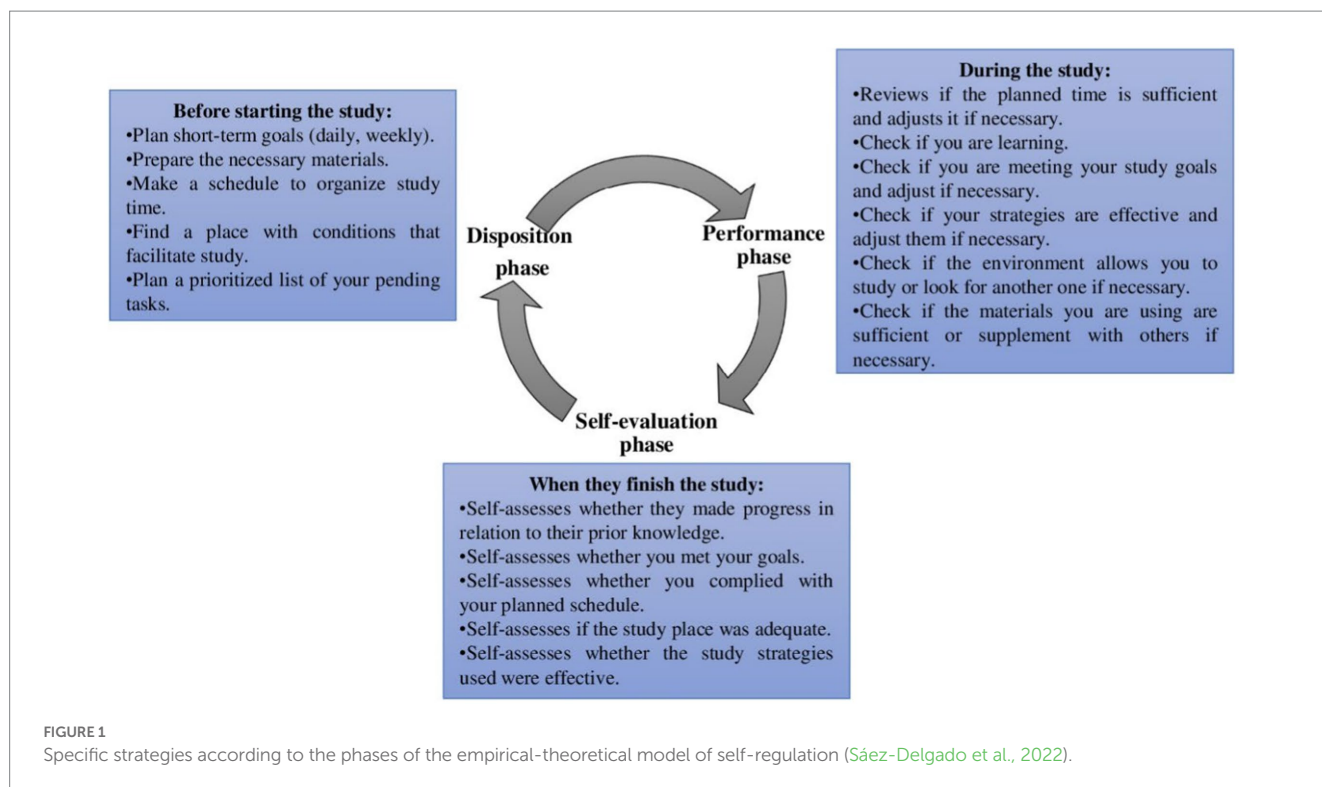 Before starting the study:
•Plan short-term goals (daily, weekly).
•Prepare the necessary materials.
•Make a schedule to organize study
time.
•Find a place with conditions that
facilitate study.
•Plan a prioritized list of your pending
tasks.
During the study:
•Reviews if the planned time is sufficient
and adjusts it if necessary.
•Check if you are learning.
•Check if you are meeting your study goals
and adjust if necessary.
•Check if your strategies are effective and
adjust them if necessary.
•Check if the environment allows you to
study or look for another one if necessary.
•Check if the materials you are using are
sufficient or supplement with others if
necessary.
Disposition
phase
Performance
phase
Self-evaluation
phase
When they finish the study:
•Self-assesses whether they made progress in
relation to their prior knowledge.
•Self-assesses whether you met your goals.
•Self-assesses whether you complied with
your planned schedule.
•Self-assesses if the study place was adequate.
•Self-assesses whether the study strategies
used were effective.
FIGURE 1
Specific strategies according to the phases of the empirical-theoretical model of self-regulation (Sáez-Delgado et al., 2022).